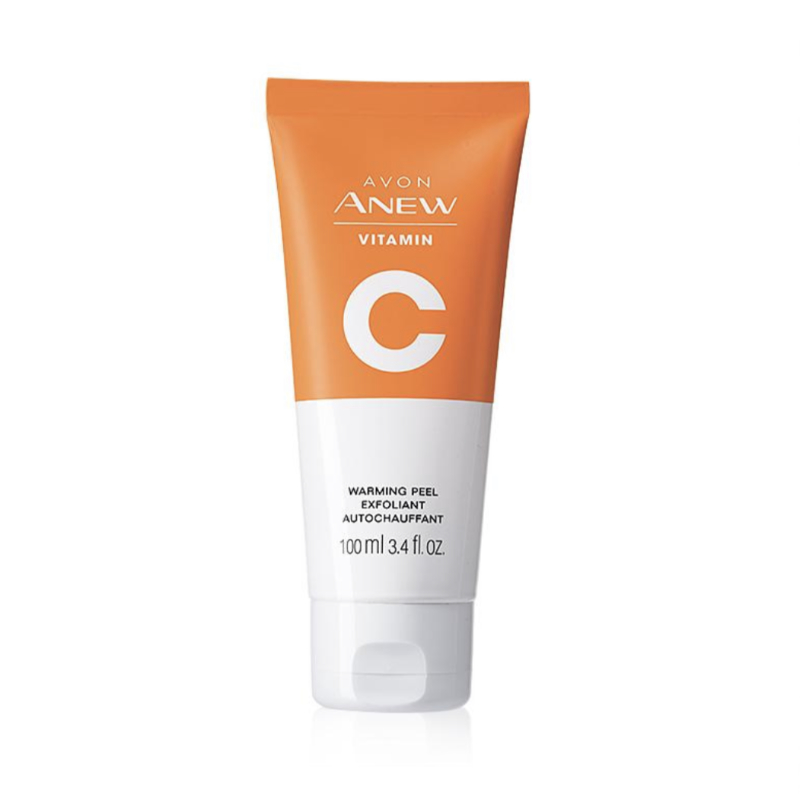 AVON
ANEW
VITAMIN
C
WARMING PEEL
EXFOLIANT
AUTOCHAUFFANT
100 ml 3.4 fl. oz.